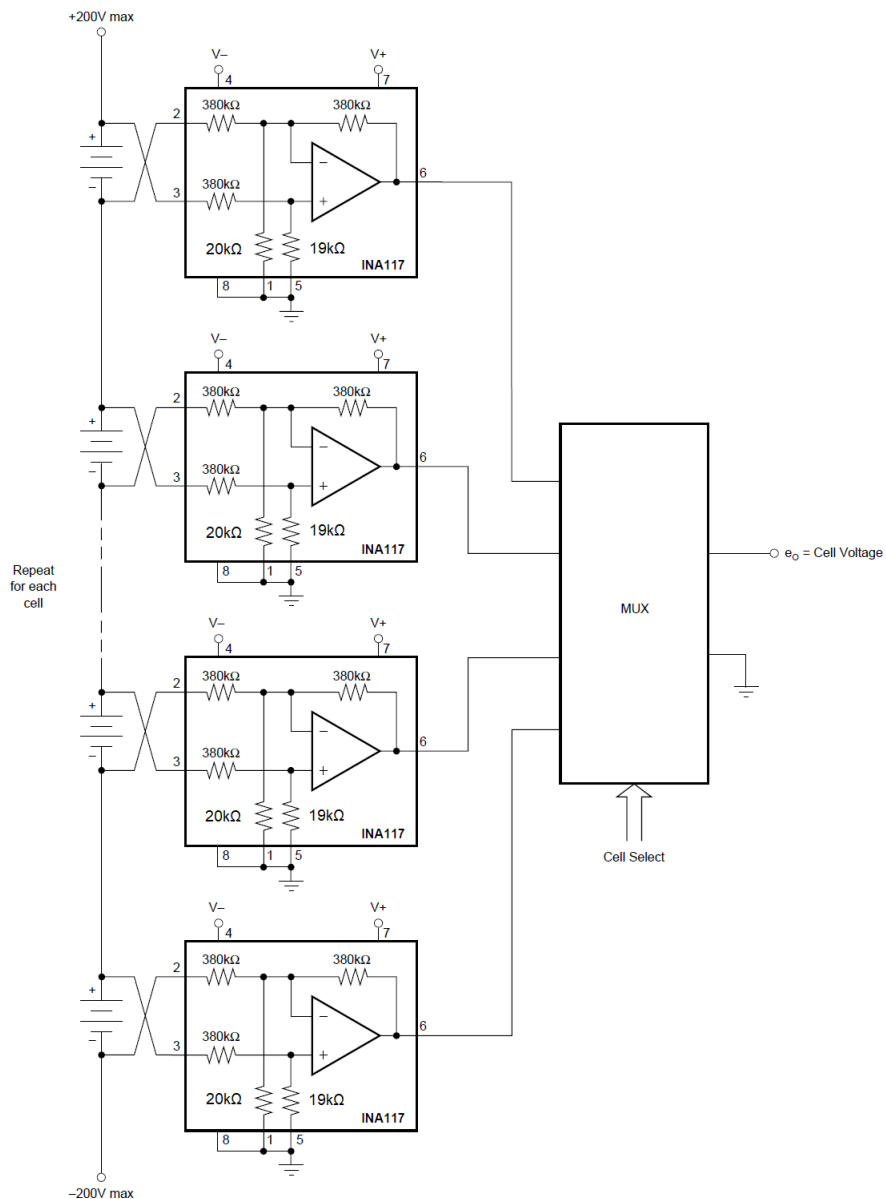 +200V max
V–
V+
4
7
2
380kΩ
380kΩ
+
–
–
6
3
380kΩ
+
20kΩ
19kΩ
INA117
8
1
5
V–
V+
4
7
2
380kΩ
380kΩ
+
–
–
6
3
380kΩ
+
20kΩ
19kΩ
INA117
8
1
5
Repeat
for each
cell
MUX
eO = Cell Voltage
Cell Select
V–
V+
4
7
2
380kΩ
380kΩ
+
–
–
6
3
380kΩ
+
20kΩ
19kΩ
INA117
8
1
5
V–
V+
4
7
2
380kΩ
380kΩ
+
–
–
6
3
380kΩ
+
20kΩ
19kΩ
INA117
8
1
5
–200V max